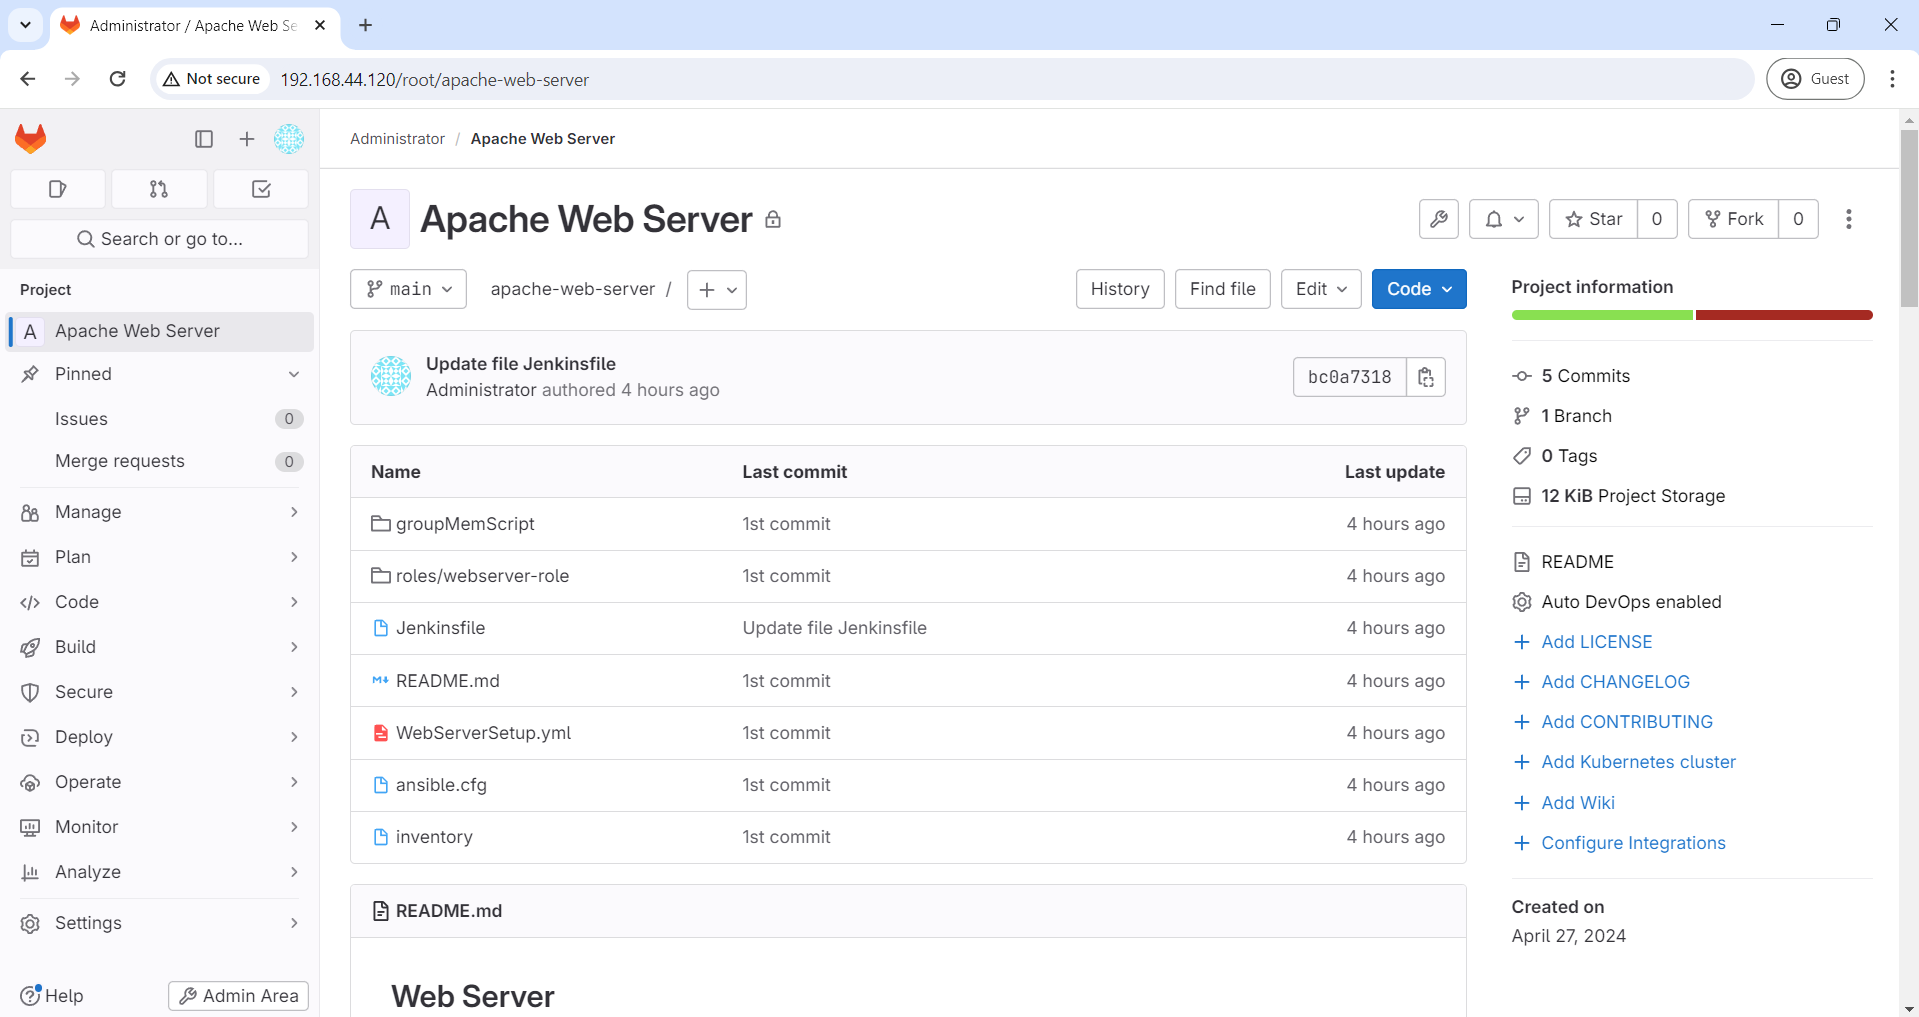 Administrator / Apache Web Se
Not secure
192.168.44.120/root/apache-web-server
Guest
Search or go to...
Project
A Apache Web Server
Pinned
Issues 0
Merge requests 0
Manage
Plan
Code
Build
Secure
Deploy
Operate
Monitor
Analyze
Settings
Help
Admin Area
Administrator / Apache Web Server
A Apache Web Server
Star 0
Fork 0
main
apache-web-server /
History
Find file
Edit
Code
Update file Jenkinsfile
Administrator authored 4 hours ago
bc0a7318
Name Last commit Last update
groupMemScript 1st commit 4 hours ago
roles/webserver-role 1st commit 4 hours ago
Jenkinsfile Update file Jenkinsfile 4 hours ago
README.md 1st commit 4 hours ago
WebServerSetup.yml 1st commit 4 hours ago
ansible.cfg 1st commit 4 hours ago
inventory 1st commit 4 hours ago
README.md
Web Server
Project information
5 Commits
1 Branch
0 Tags
12 KiB Project Storage
README
Auto DevOps enabled
Add LICENSE
Add CHANGELOG
Add CONTRIBUTING
Add Kubernetes cluster
Add Wiki
Configure Integrations
Created on
April 27, 2024